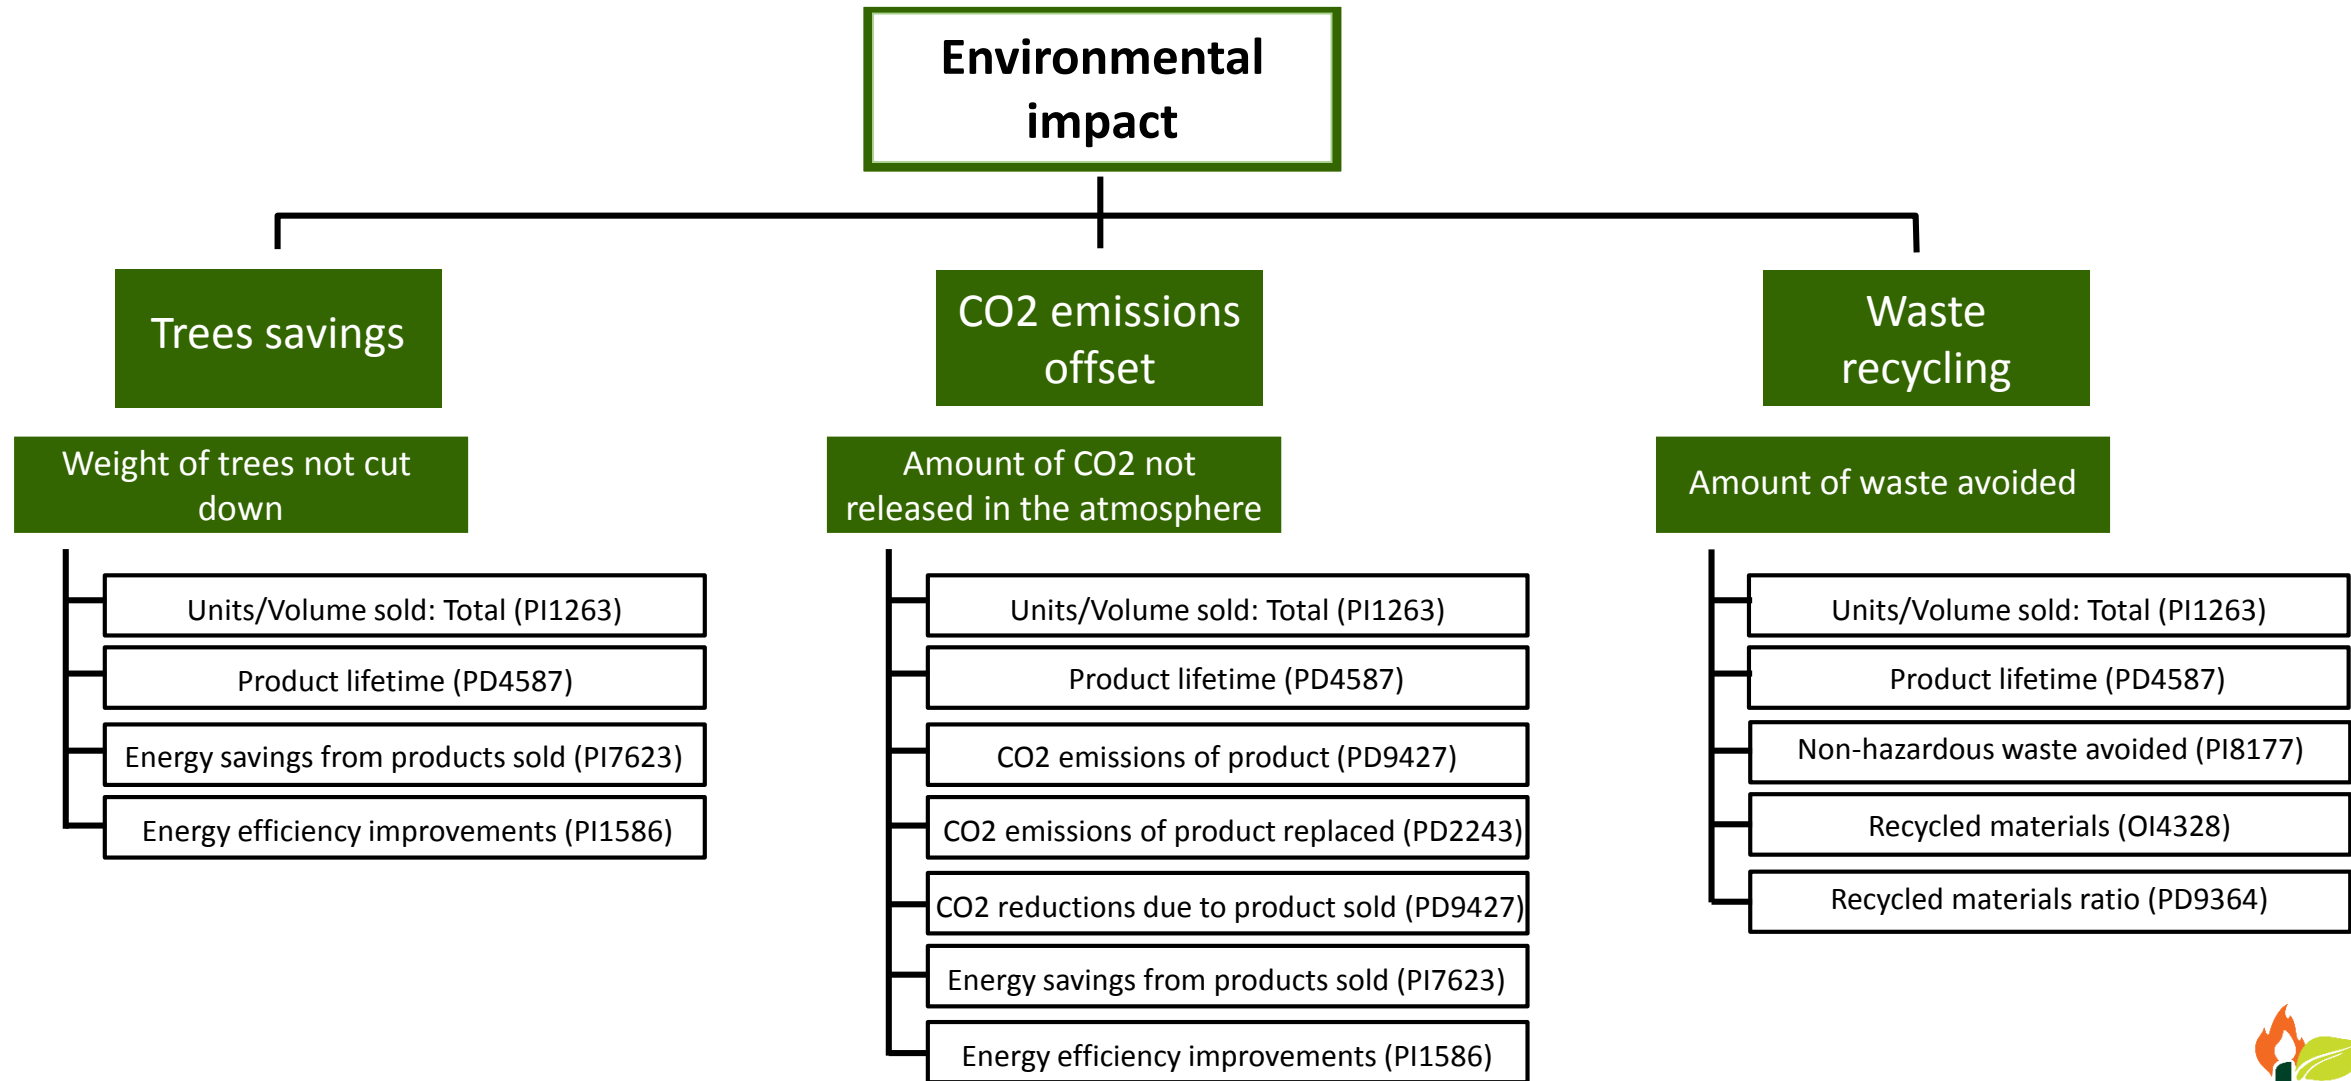 Environmental
impact
Trees savings
CO2 emissions
offset
Waste
recycling
Weight of trees not cut
down
Amount of CO2 not
released in the atmosphere
Amount of waste avoided
Units/Volume sold: Total (PI1263)
Product lifetime (PD4587)
Energy savings from products sold (PI7623)
Energy efficiency improvements (PI1586)
Units/Volume sold: Total (PI1263)
Product lifetime (PD4587)
CO2 emissions of product (PD9427)
CO2 emissions of product replaced (PD2243)
CO2 reductions due to product sold (PD9427)
Energy savings from products sold (PI7623)
Energy efficiency improvements (PI1586)
Units/Volume sold: Total (PI1263)
Product lifetime (PD4587)
Non-hazardous waste avoided (PI8177)
Recycled materials (OI4328)
Recycled materials ratio (PD9364)